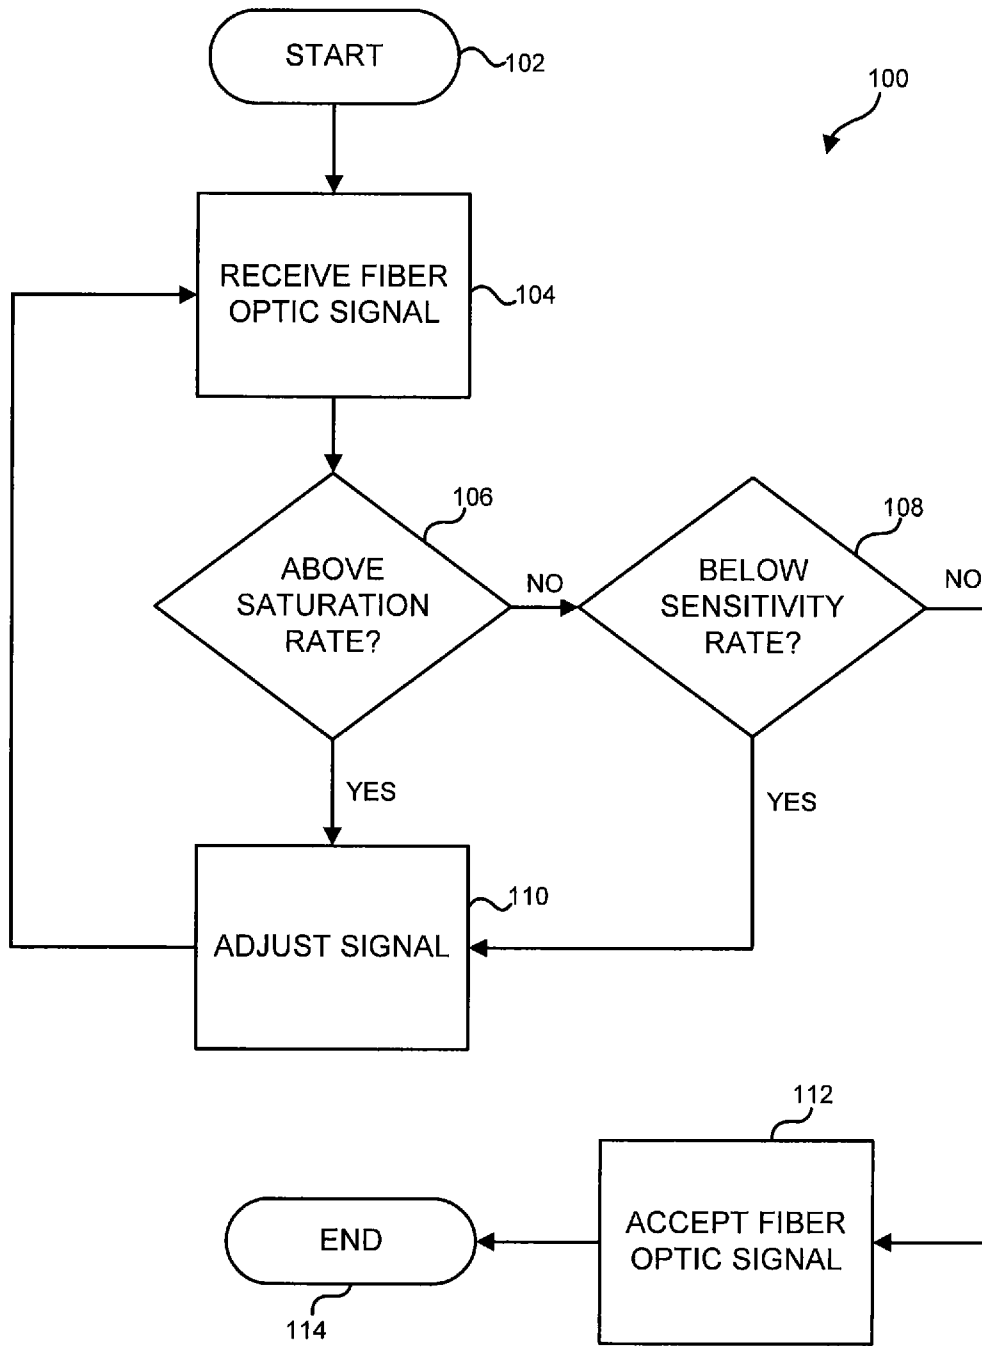 START
102
100
RECEIVE FIBER
OPTIC SIGNAL
104
106
ABOVE
SATURATION
RATE?
NO
108
BELOW
SENSITIVITY
RATE?
NO
YES
YES
110
ADJUST SIGNAL
112
ACCEPT FIBER
OPTIC SIGNAL
END
114